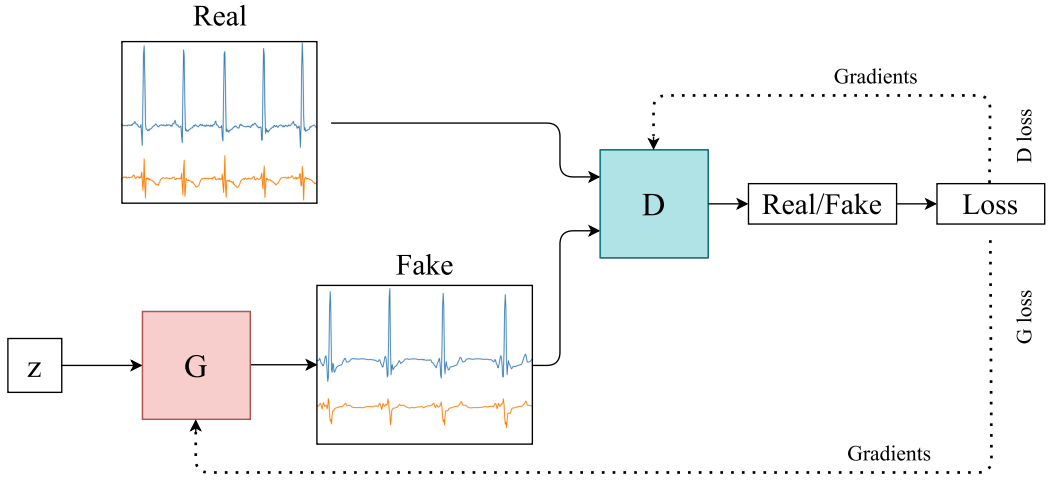 Real
Gradients
D loss
D
Real/Fake
Loss
Fake
G loss
z
G
Gradients